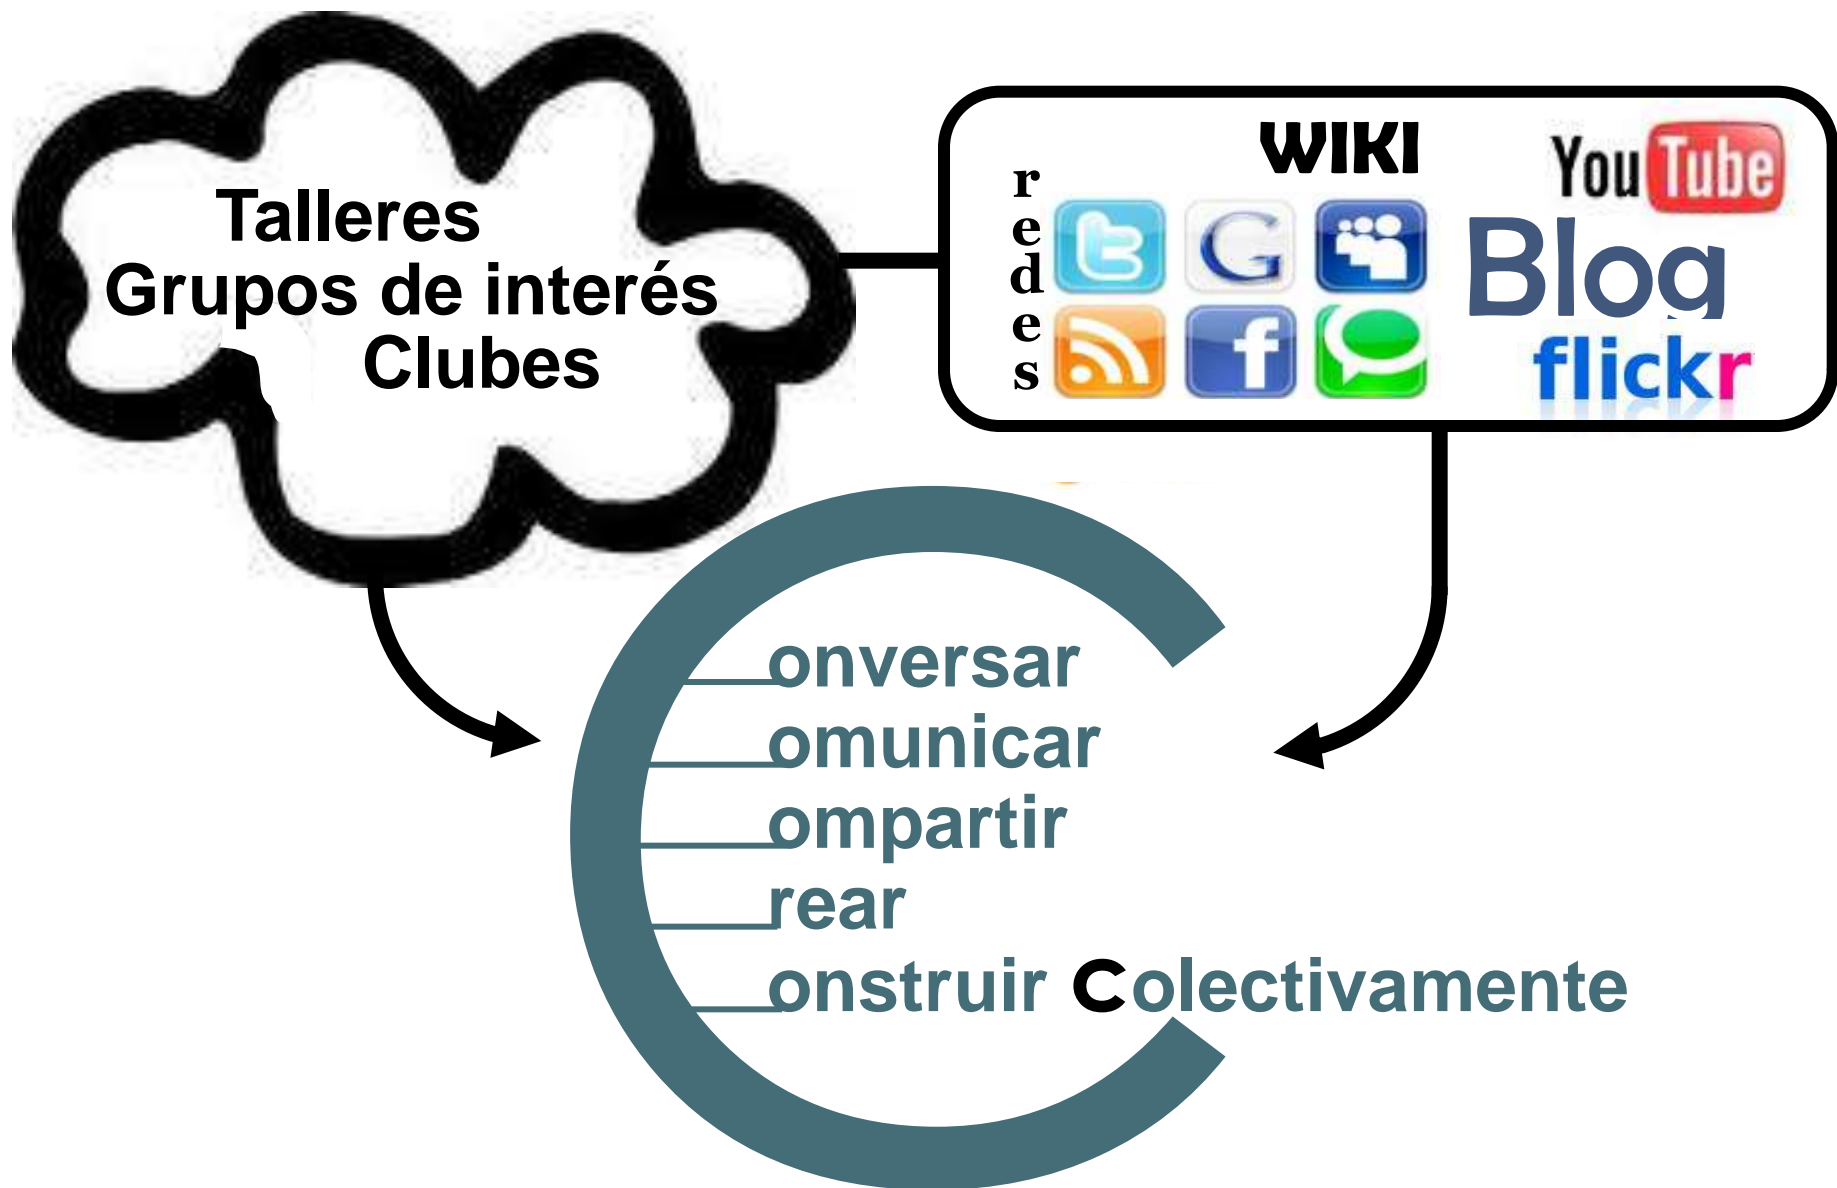 Talleres
Grupos de interés
Clubes
WIKI
redes
You Tube
Blog
flickr
G
f
t
C
onversar
omunicar
ompartir
rear
onstruir Colectivamente